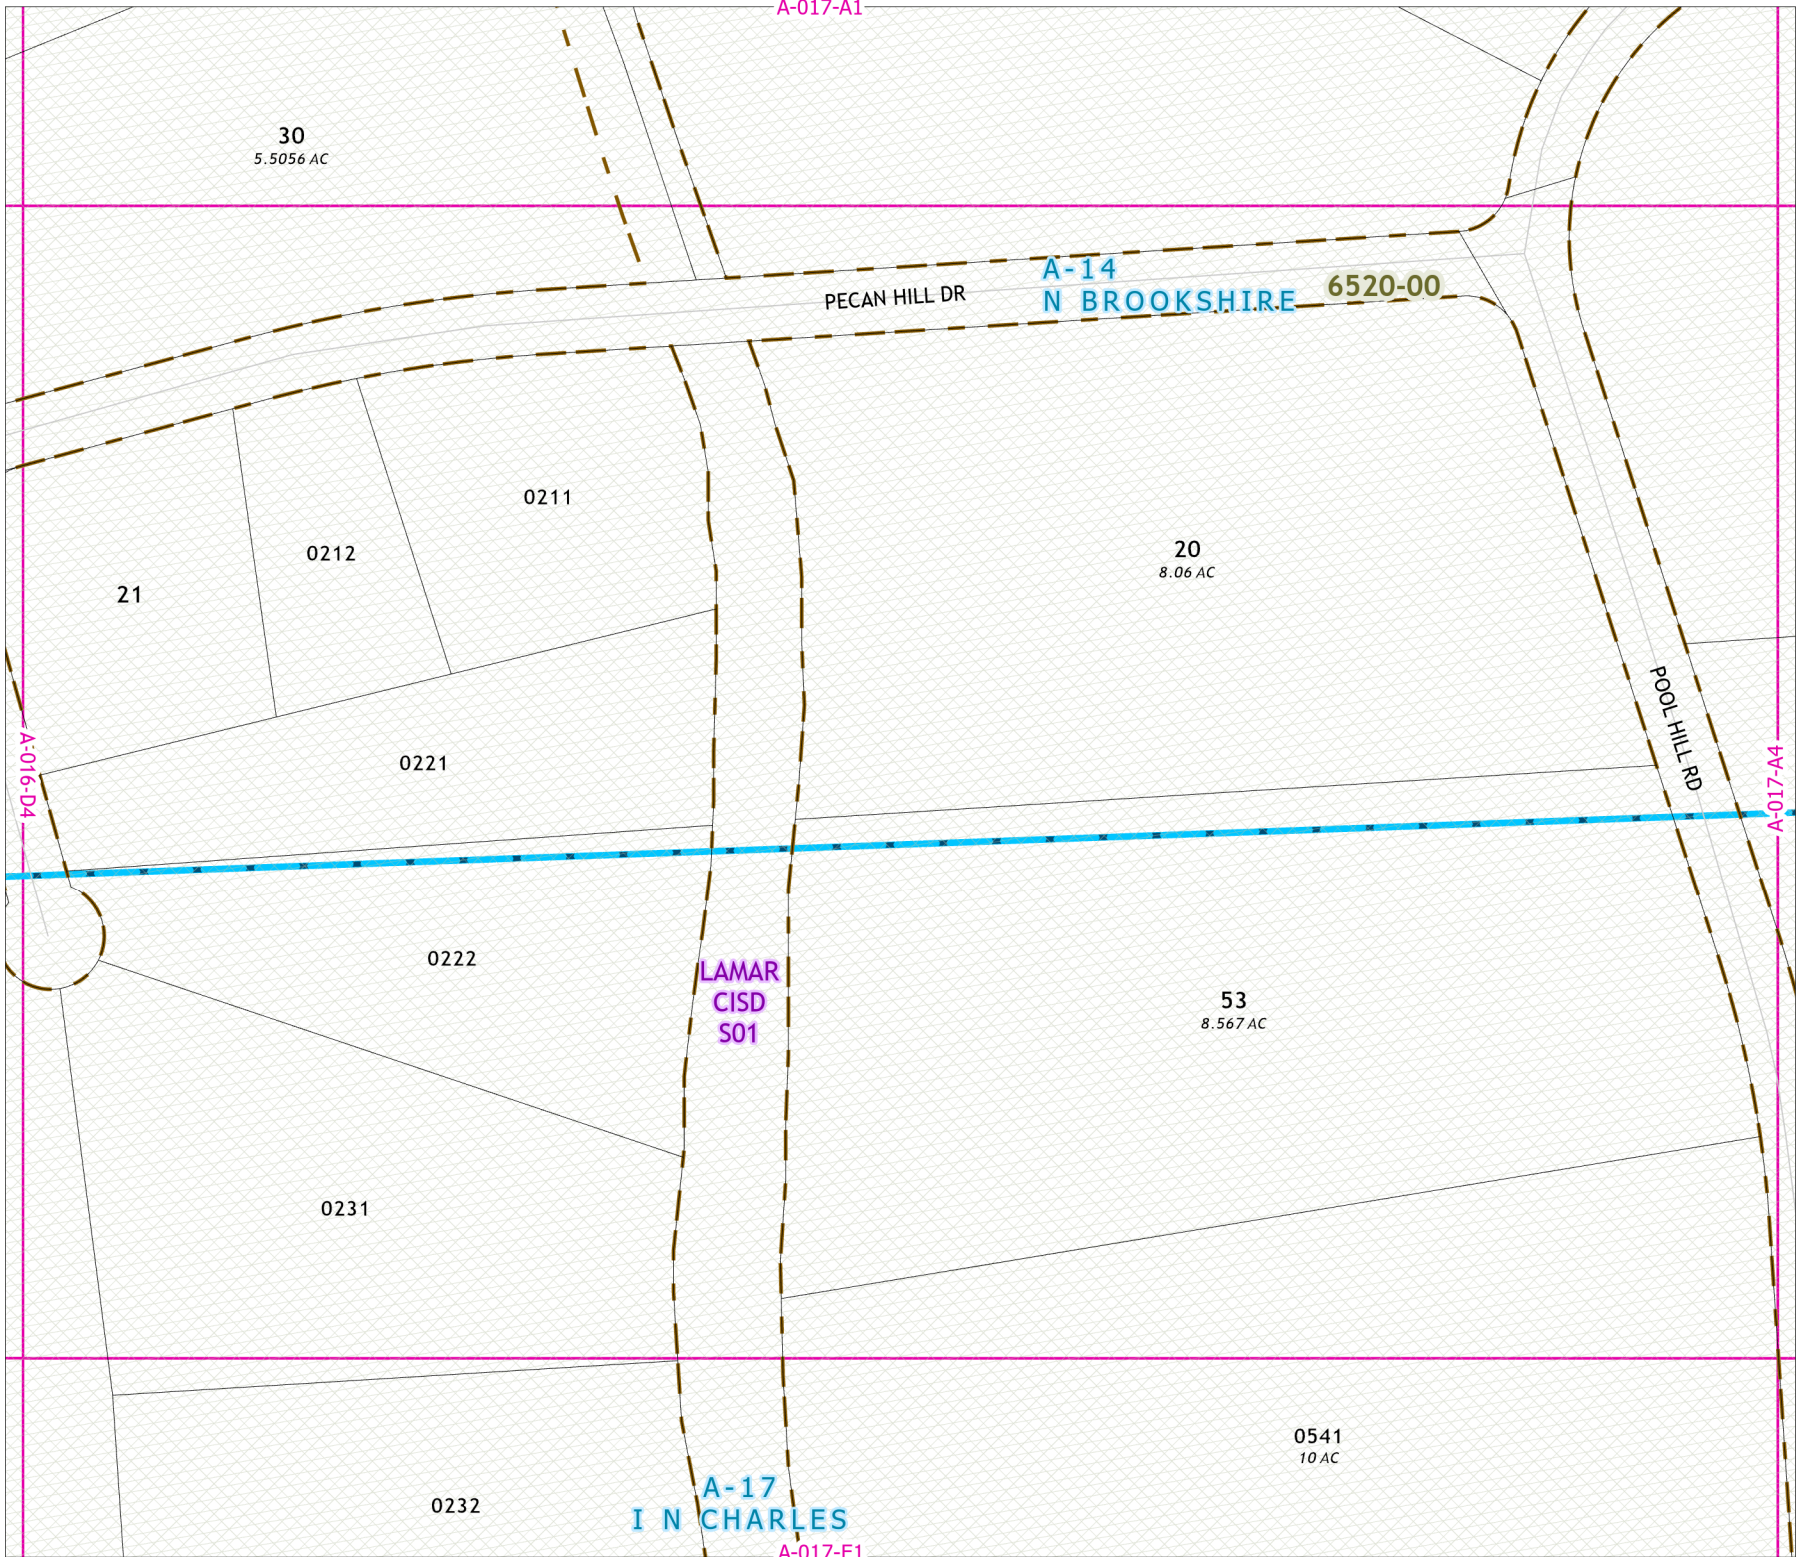 A-017-A1
30
5.5056 AC
A-14
N BROOKSHIRE
6520-00
PECAN HILL DR
0211
0212
21
20
8.06 AC
POOL HILL RD
A-016-D4
0221
A-017-A4
0222
LAMAR
CISD
S01
53
8.567 AC
0231
0541
10 AC
0232
A-17
I N CHARLES
A-017-E1